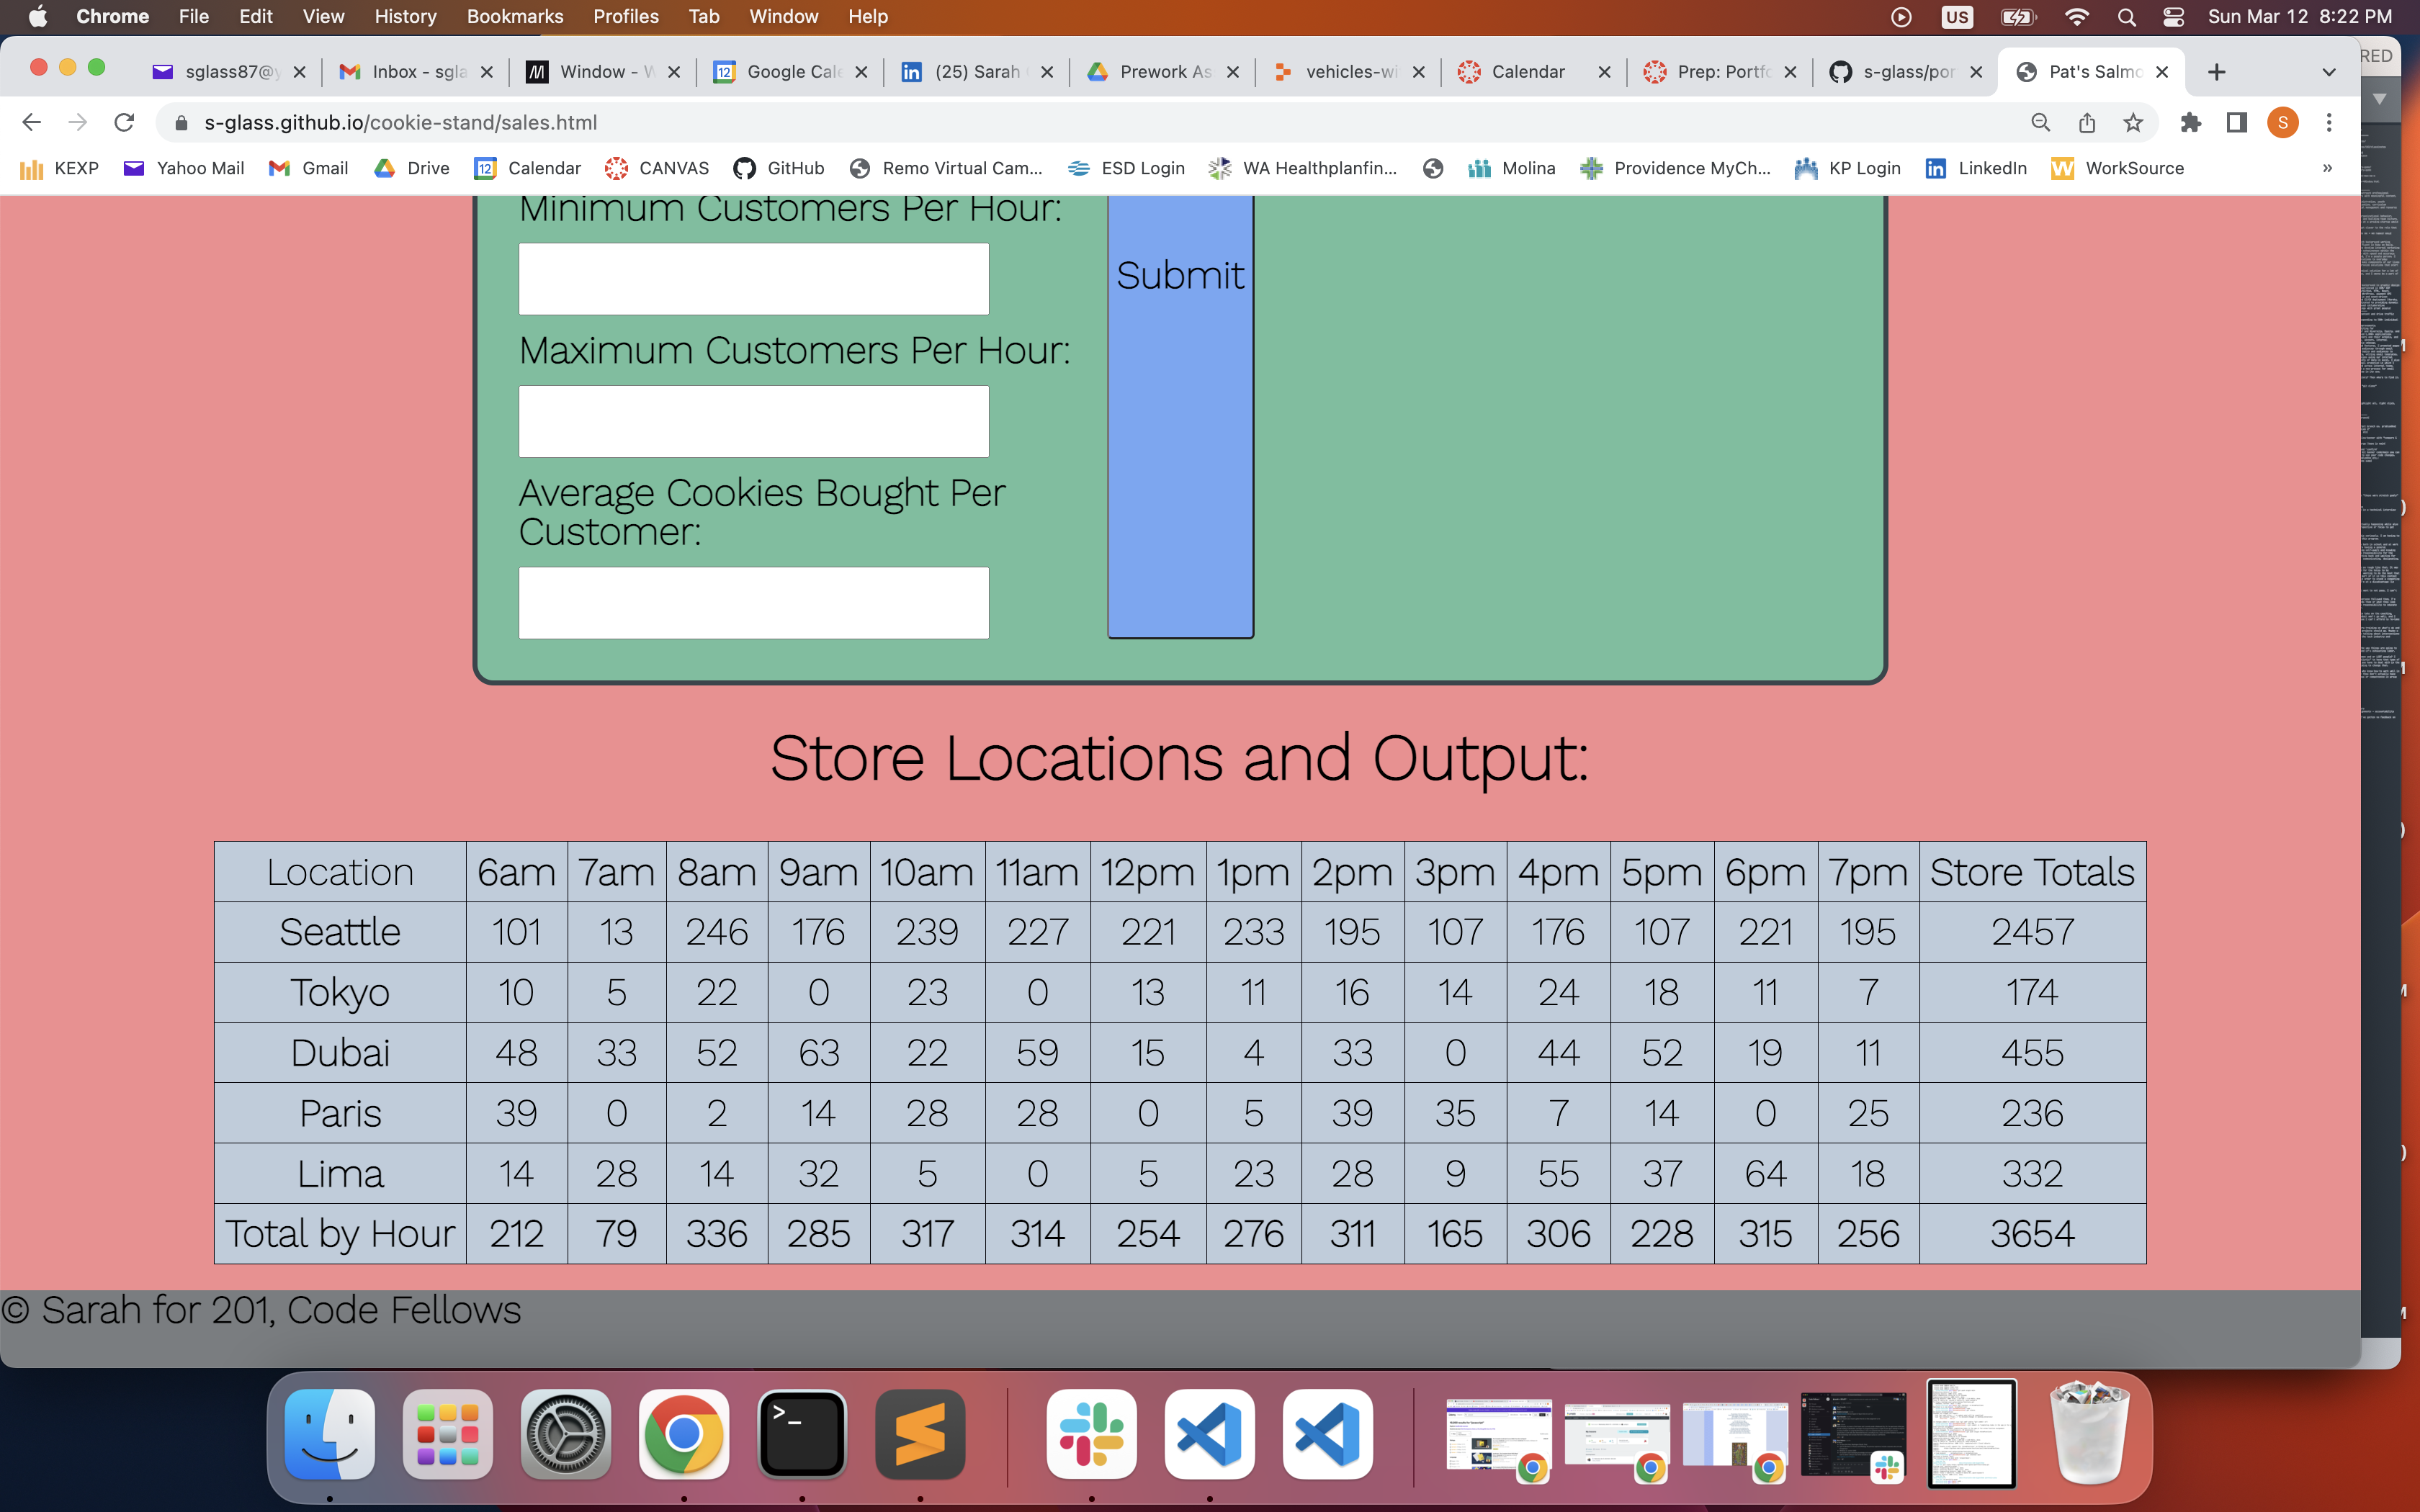 Chrome File Edit View History Bookmarks Profiles Tab Window Help US Sun Mar 12 8:22 PM
sglass87@y Inbox - sgla Window - W 12 Google Cale (25) Sarah Prework As vehicles-wi Calendar Prep: Portfo s-glass/por Pat's Salmo RED
s-glass.github.io/cookie-stand/sales.html S
KEXP Yahoo Mail Gmail Drive 12 Calendar CANVAS GitHub Remo Virtual Cam... ESD Login WA Healthplanfin... Molina Providence MyCh... KP Login LinkedIn WorkSource »
Minimum Customers Per Hour:
Submit
Maximum Customers Per Hour:
Average Cookies Bought Per
Customer:
Store Locations and Output:
Location 6am 7am 8am 9am 10am 11am 12pm 1pm 2pm 3pm 4pm 5pm 6pm 7pm Store Totals
Seattle 101 13 246 176 239 227 221 233 195 107 176 107 221 195 2457
Tokyo 10 5 22 0 23 0 13 11 16 14 24 18 11 7 174
Dubai 48 33 52 63 22 59 15 4 33 0 44 52 19 11 455
Paris 39 0 2 14 28 28 0 5 39 35 7 14 0 25 236
Lima 14 28 14 32 5 0 5 23 28 9 55 37 64 18 332
Total by Hour 212 79 336 285 317 314 254 276 311 165 306 228 315 256 3654
© Sarah for 201, Code Fellows